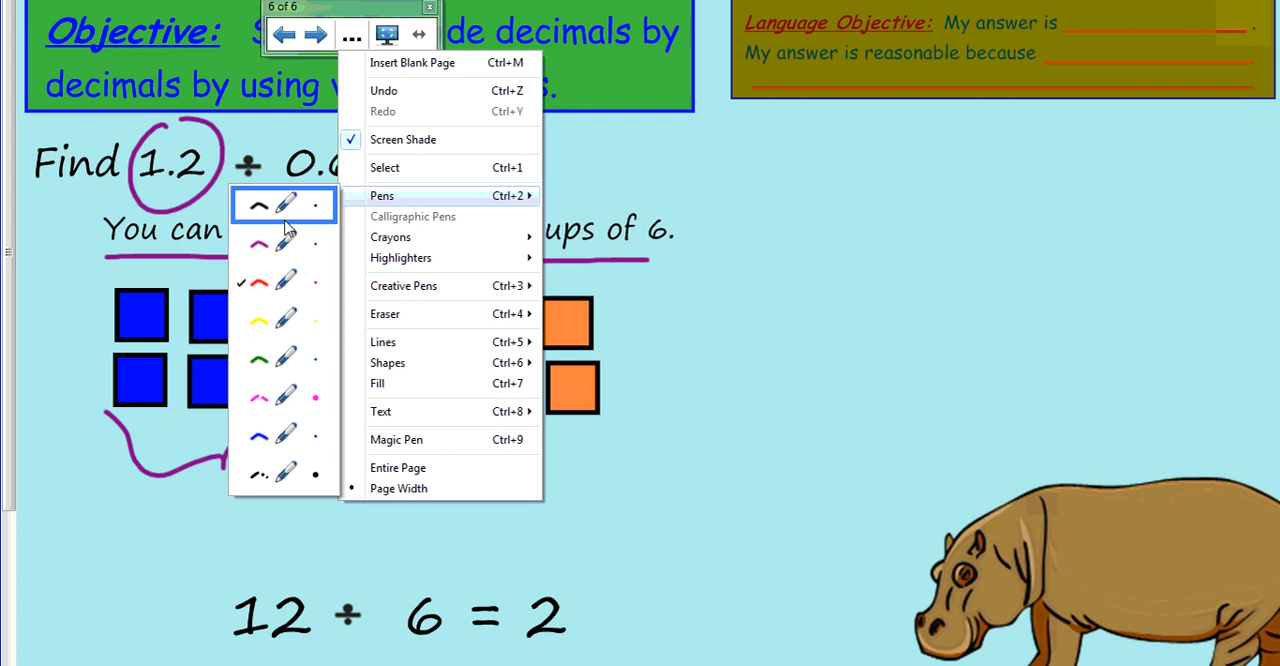 6 of 6
Objective: S de decimals by
decimals by using s.
Language Objective: My answer is .
My answer is reasonable because
Find 1.2 ÷ 0.
You can ups of 6.
...
Insert Blank Page Ctrl+M
Undo Ctrl+Z
Redo Ctrl+Y
Screen Shade
Select Ctrl+1
Pens Ctrl+2
Calligraphic Pens
Crayons
Highlighters
Creative Pens Ctrl+3
Eraser Ctrl+4
Lines Ctrl+5
Shapes Ctrl+6
Fill Ctrl+7
Text Ctrl+8
Magic Pen Ctrl+9
Entire Page
Page Width
12 ÷ 6 = 2